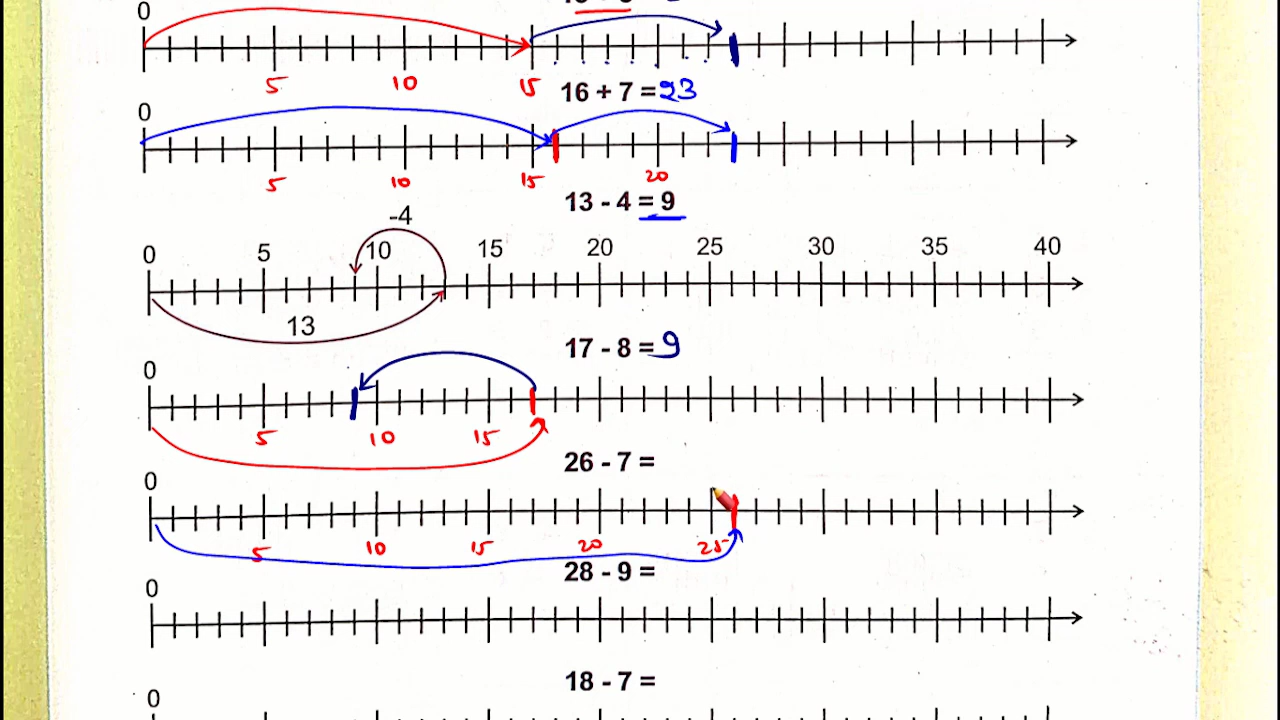 0
5 10 15
16 + 7 = 23
0
5 10 15 20
13 - 4 = 9
-4
0 5 10 15 20 25 30 35 40
13
17 - 8 = 9
0
5 10 15
26 - 7 =
0
5 10 15 20 25
28 - 9 =
0
18 - 7 =
0